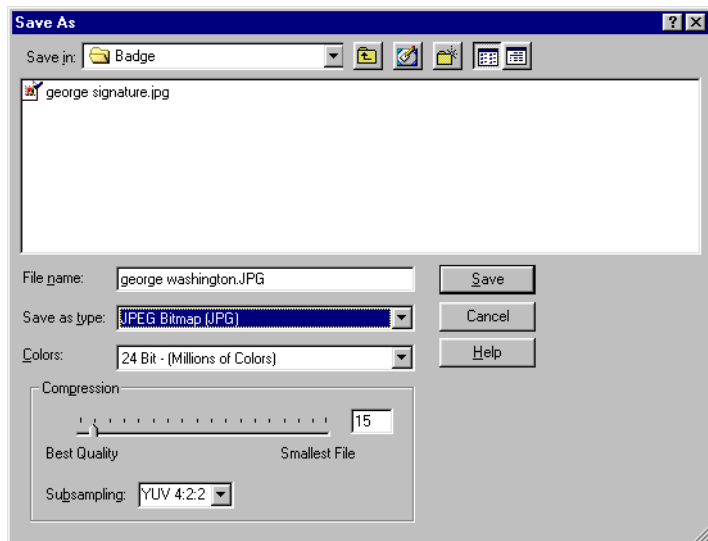 Save As
Save in: Badge
george signature.jpg
File name: george washington.JPG Save
Save as type: JPEG Bitmap (JPG) Cancel
Colors: 24 Bit - (Millions of Colors) Help
Compression
15
Best Quality Smallest File
Subsampling: YUV 4:2:2